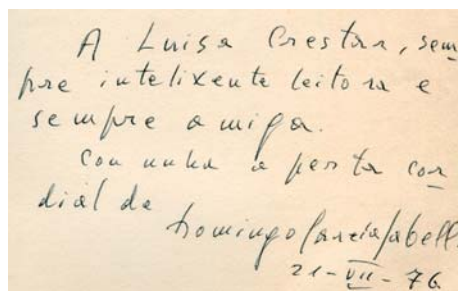 A Luisa Crestar, sem
pre intelixente leitora e
sempre amiga.
Con unha aperta cor
dial de
Domingo García Sabell
21-VII-76